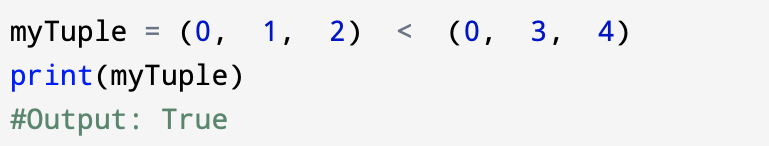 myTuple = (0,  1,  2)  <  (0,  3,  4)
print(myTuple)
#Output: True